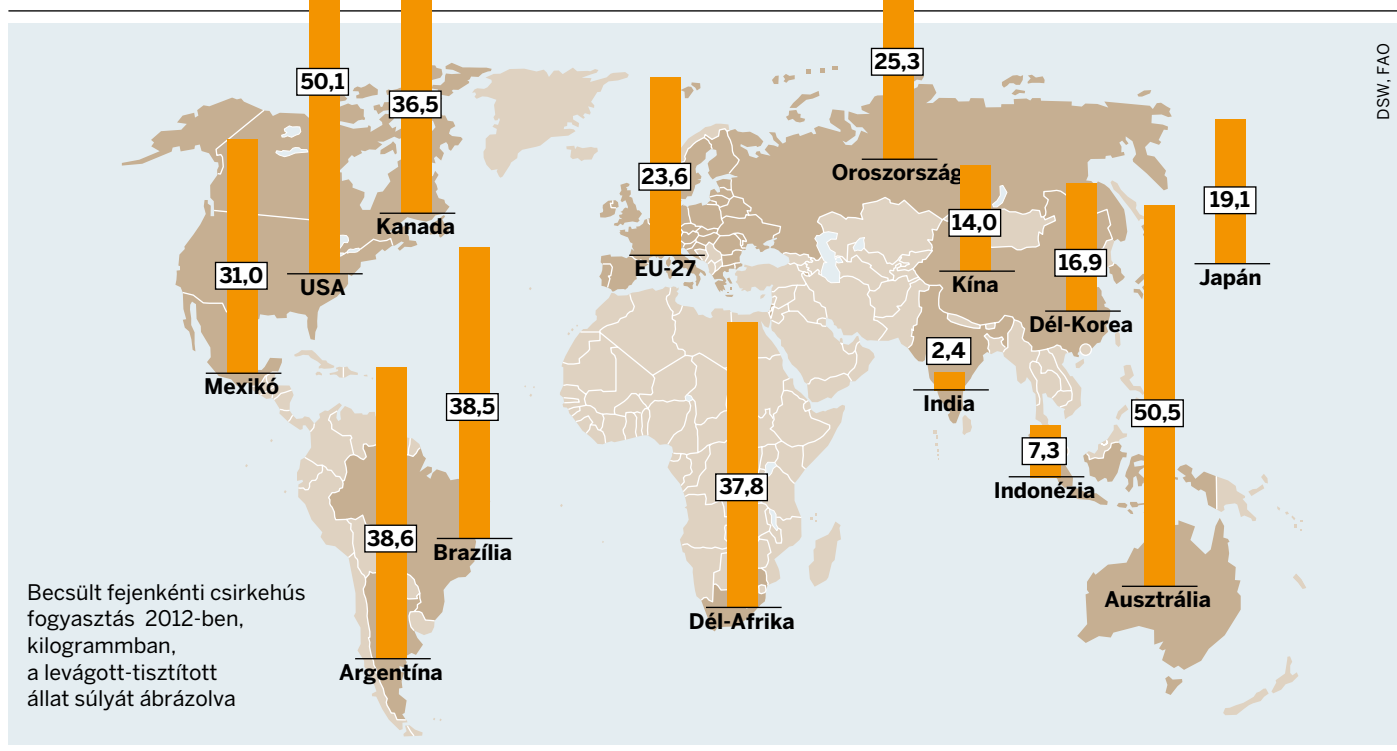 DSW, FAO
50,1
USA
36,5
Kanada
31,0
Mexikó
38,5
Brazília
38,6
Argentína
23,6
EU-27
37,8
Dél-Afrika
25,3
Oroszország
14,0
Kína
16,9
Dél-Korea
19,1
Japán
2,4
India
7,3
Indonézia
50,5
Ausztrália
Becsült fejenkénti csirkehús
fogyasztás 2012-ben,
kilogrammban,
a levágott-tisztított
állat súlyát ábrázolva